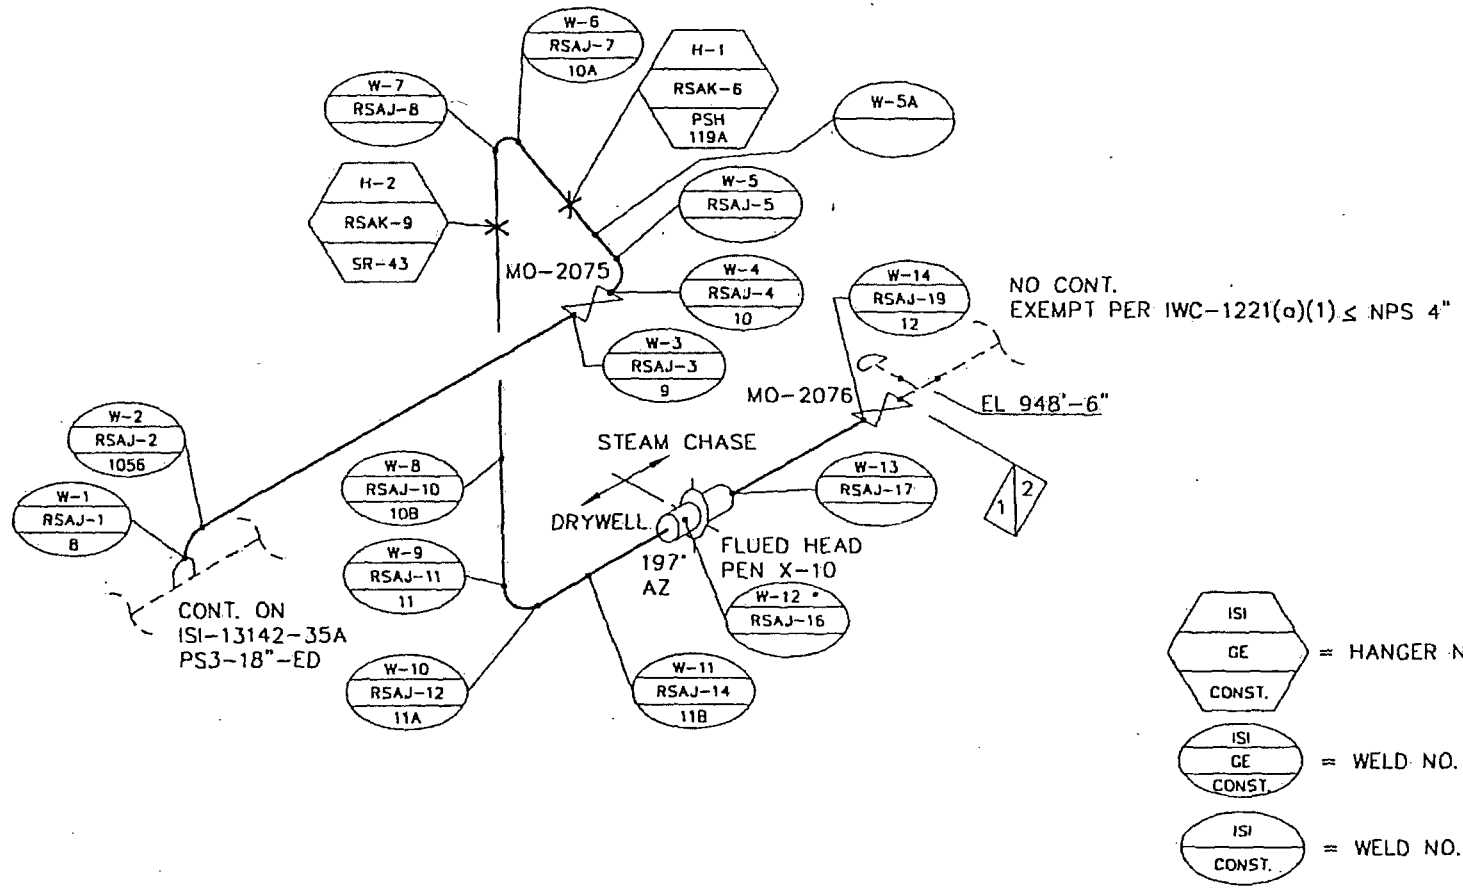 W-6
RSAJ-7
10A
H-1
RSAK-6
PSH
119A
W-7
RSAJ-8
W-5A
H-2
RSAK-9
SR-43
W-5
RSAJ-5
MO-2075
W-4
RSAJ-4
10
W-14
RSAJ-19
12
NO CONT.
EXEMPT PER IWC-1221(a)(1) ≤ NPS 4"
W-3
RSAJ-3
9
MO-2076
EL 948'-6"
W-2
RSAJ-2
1056
STEAM CHASE
W-8
RSAJ-10
10B
W-13
RSAJ-17
1
2
W-1
RSAJ-1
8
DRYWELL
W-9
RSAJ-11
11
197°
AZ
FLUED HEAD
PEN X-10
W-12
RSAJ-16
CONT. ON
ISI-13142-35A
PS3-18"-ED
W-10
RSAJ-12
11A
W-11
RSAJ-14
11B
ISI
GE
CONST.
= HANGER N
ISI
GE
CONST.
= WELD NO.
ISI
CONST.
= WELD NO.